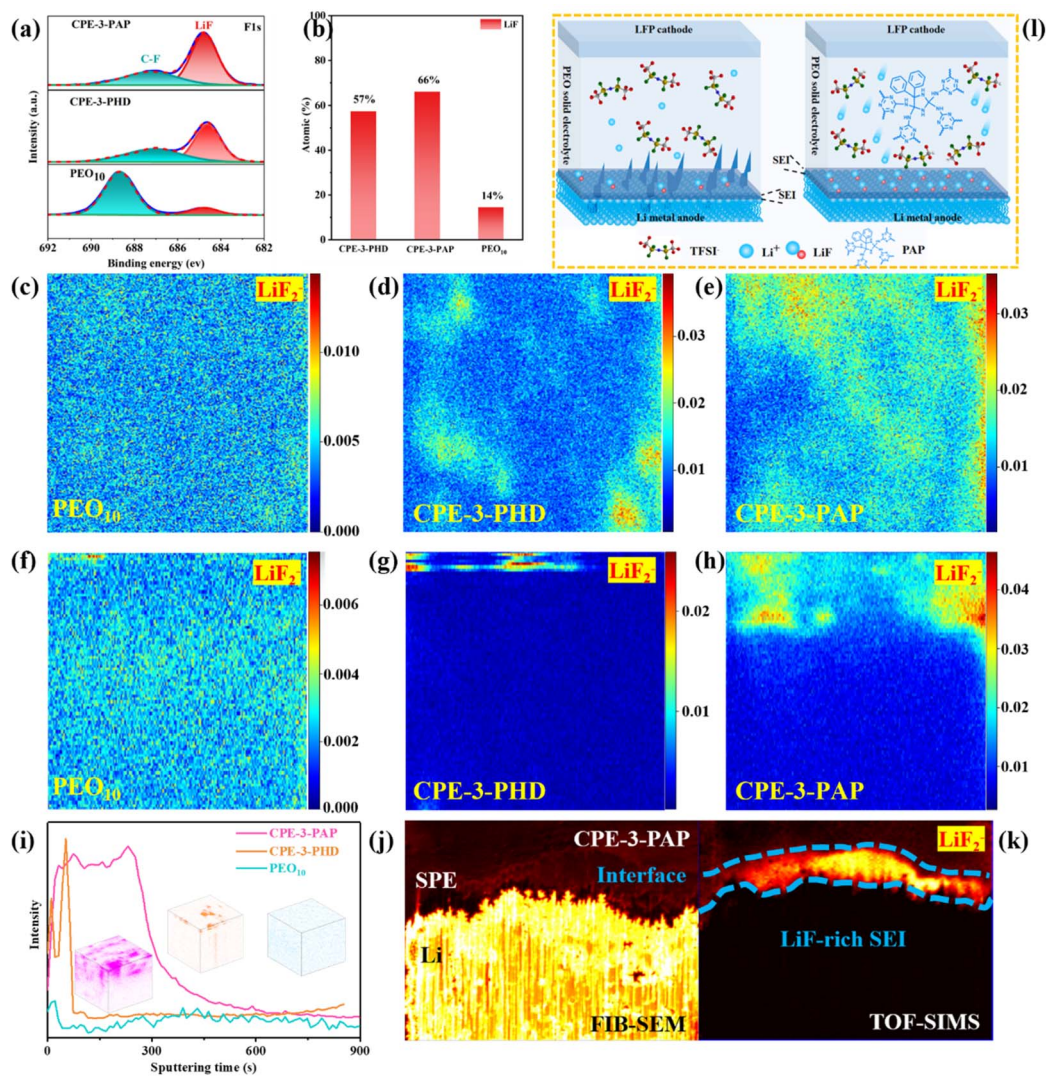 (a)
CPE-3-PAP
LiF
F1s
C-F
CPE-3-PHD
PEO₁₀
Intensity (a.u.)
692 690 688 686 684 682
Binding energy (ev)
(b)
LiF
Atomic (%)
100
80
60
40
20
0
57%
66%
14%
CPE-3-PHD CPE-3-PAP PEO₁₀
(l)
LFP cathode
PEO solid electrolyte
SEI
Li metal anode
LFP cathode
PEO solid electrolyte
SEI
Li metal anode
TFSI⁻ Li⁺ LiF PAP
(c)
LiF₂⁻
PEO₁₀
0.010
0.005
0.000
(d)
LiF₂⁻
CPE-3-PHD
0.03
0.02
0.01
(e)
LiF₂⁻
CPE-3-PAP
0.03
0.02
0.01
(f)
LiF₂⁻
PEO₁₀
0.006
0.004
0.002
0.000
(g)
LiF₂⁻
CPE-3-PHD
0.02
0.01
(h)
LiF₂⁻
CPE-3-PAP
0.04
0.03
0.02
0.01
(i)
CPE-3-PAP
CPE-3-PHD
PEO₁₀
Intensity
0 300 600 900
Sputtering time (s)
(j)
CPE-3-PAP
SPE
Interface
Li
FIB-SEM
(k)
LiF₂⁻
LiF-rich SEI
TOF-SIMS